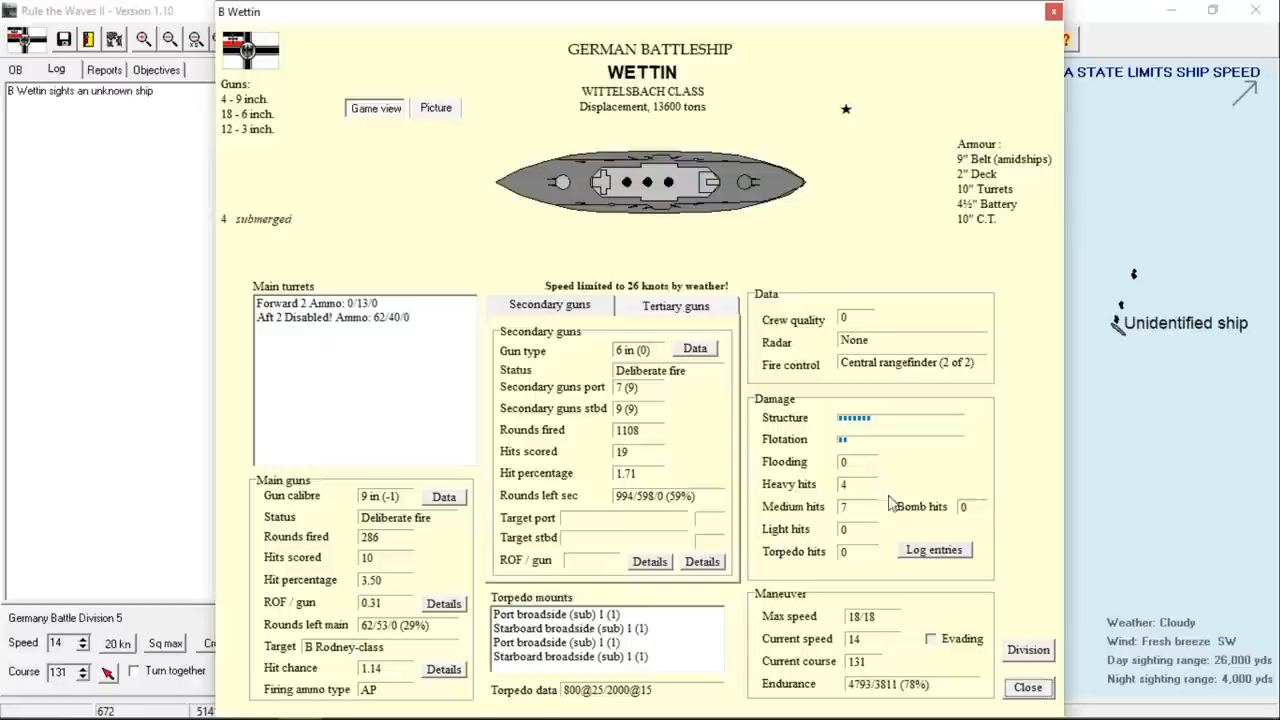 Rule the Waves II - Version 1.10
B Wettin
x
?
OB
Log
Reports
Objectives
B Wettin sights an unknown ship
Guns:
4 - 9 inch.
18 - 6 inch.
12 - 3 inch.
4 submerged
Game view
Picture
GERMAN BATTLESHIP
WETTIN
WITTELSBACH CLASS
Displacement, 13600 tons
Armour :
9" Belt (amidships)
2" Deck
10" Turrets
4½" Battery
10" C.T.
A STATE LIMITS SHIP SPEED
Unidentified ship
Speed limited to 26 knots by weather!
Main turrets
Forward 2 Ammo: 0/13/0
Aft 2 Disabled! Ammo: 62/40/0
Main guns
Gun calibre 9 in (-1) Data
Status Deliberate fire
Rounds fired 286
Hits scored 10
Hit percentage 3.50
ROF / gun 0.31 Details
Rounds left main 62/53/0 (29%)
Target B Rodney-class
Hit chance 1.14 Details
Firing ammo type AP
Secondary guns
Tertiary guns
Secondary guns
Gun type 6 in (0) Data
Status Deliberate fire
Secondary guns port 7 (9)
Secondary guns stbd 9 (9)
Rounds fired 1108
Hits scored 19
Hit percentage 1.71
Rounds left sec 994/598/0 (59%)
Target port
Target stbd
ROF / gun Details Details
Torpedo mounts
Port broadside (sub) 1 (1)
Starboard broadside (sub) 1 (1)
Port broadside (sub) 1 (1)
Starboard broadside (sub) 1 (1)
Torpedo data 800@25/2000@15
Data
Crew quality 0
Radar None
Fire control Central rangefinder (2 of 2)
Damage
Structure
Flotation
Flooding 0
Heavy hits 4
Medium hits 7 Bomb hits 0
Light hits 0
Torpedo hits 0 Log entries
Maneuver
Max speed 18/18
Current speed 14 Evading
Current course 131
Endurance 4793/3811 (78%)
Division
Close
Germany Battle Division 5
Speed 14 20 kn Sq max
Course 131 Turn together
672
514
Weather: Cloudy
Wind: Fresh breeze SW
Day sighting range: 26,000 yds
Night sighting range: 4,000 yds